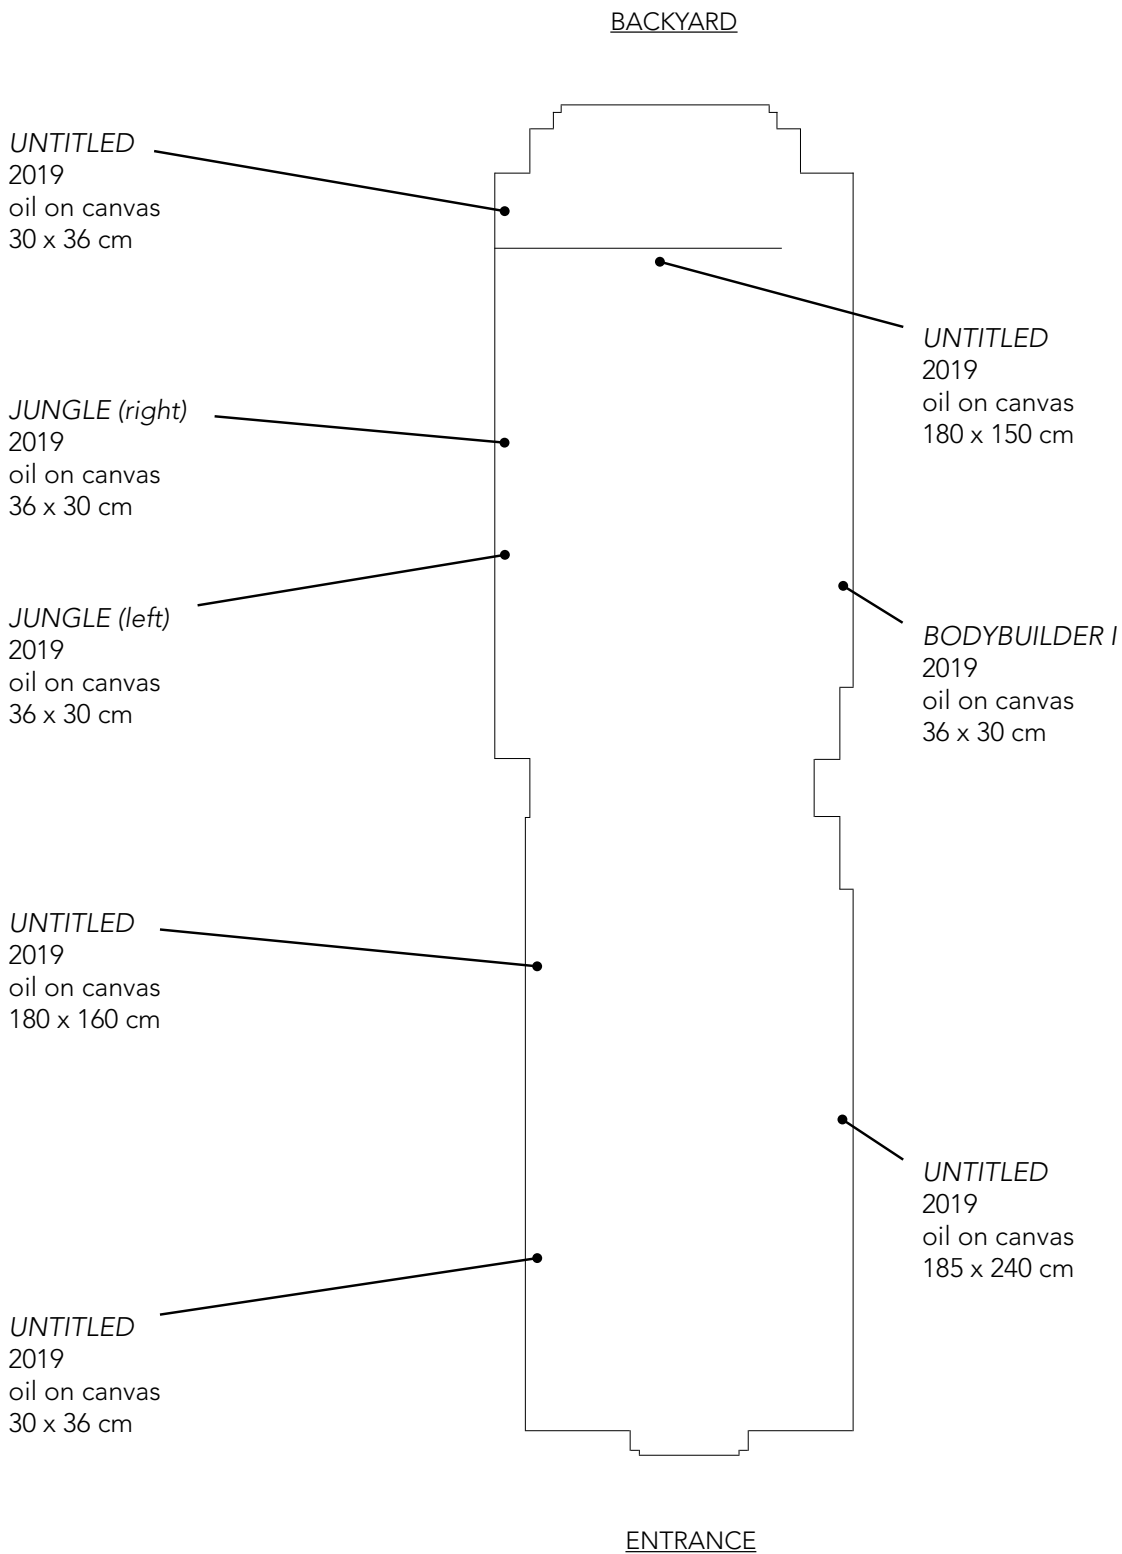 BACKYARD
UNTITLED
2019
oil on canvas
30 x 36 cm
UNTITLED
2019
oil on canvas
180 x 150 cm
JUNGLE (right)
2019
oil on canvas
36 x 30 cm
JUNGLE (left)
2019
oil on canvas
36 x 30 cm
BODYBUILDER I
2019
oil on canvas
36 x 30 cm
UNTITLED
2019
oil on canvas
180 x 160 cm
UNTITLED
2019
oil on canvas
185 x 240 cm
UNTITLED
2019
oil on canvas
30 x 36 cm
ENTRANCE